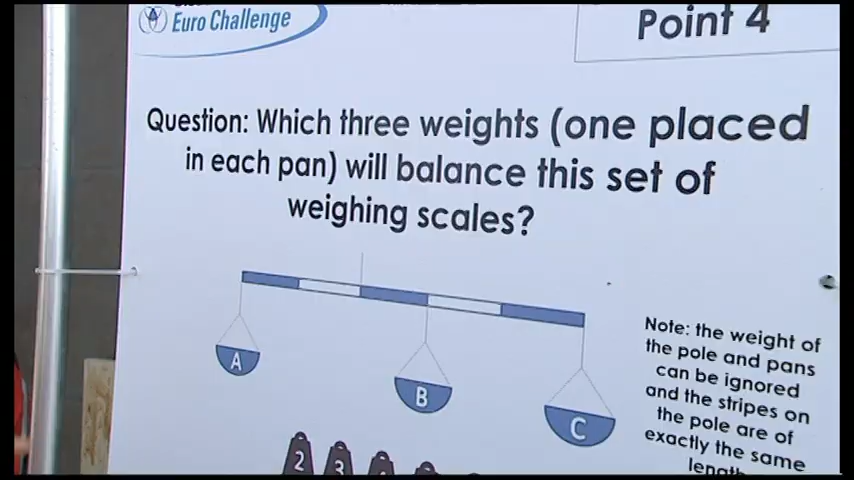 Euro Challenge
Point 4
Question: Which three weights (one placed
in each pan) will balance this set of
weighing scales?
A
B
C
Note: the weight of
the pole and pans
can be ignored
and the stripes on
the pole are of
exactly the same
2 3